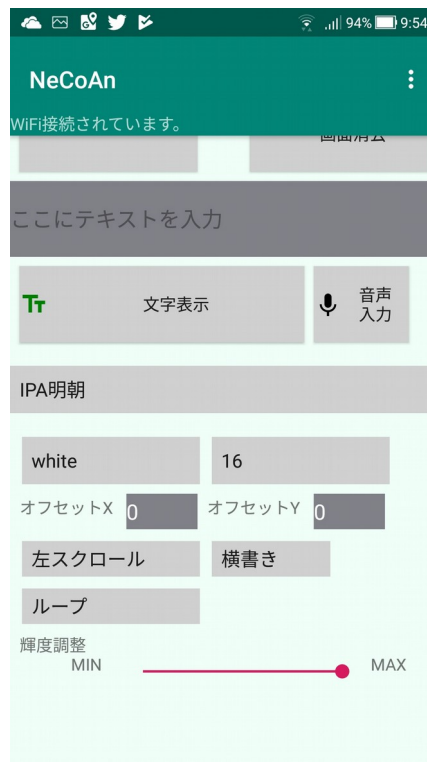 94% 9:54
NeCoAn
WiFi接続されています。
画面消去
ここにテキストを入力
Tт 文字表示
音声
入力
IPA明朝
white 16
オフセットX 0 オフセットY 0
左スクロール 横書き
ループ
輝度調整
MIN MAX